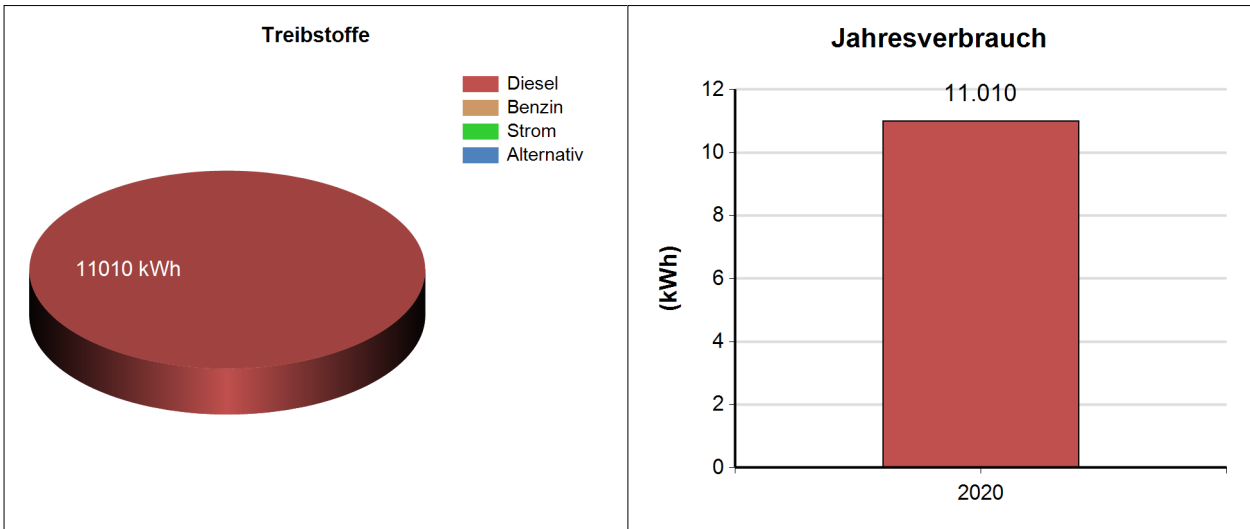 Treibstoffe
Diesel
Benzin
Strom
Alternativ
11010 kWh
Jahresverbrauch
(kWh)
12
10
8
6
4
2
0
11.010
2020